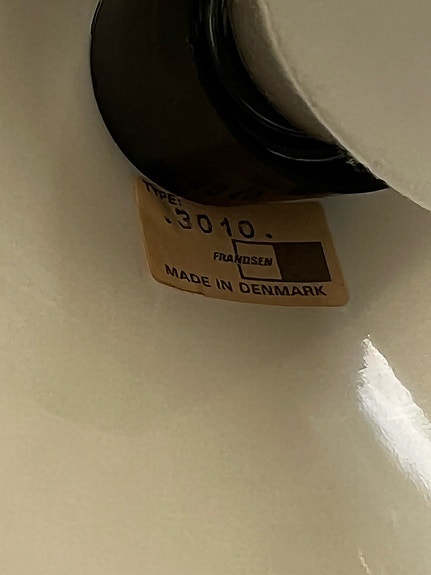 TYPE:
.3010.
FRANDSEN
MADE IN DENMARK